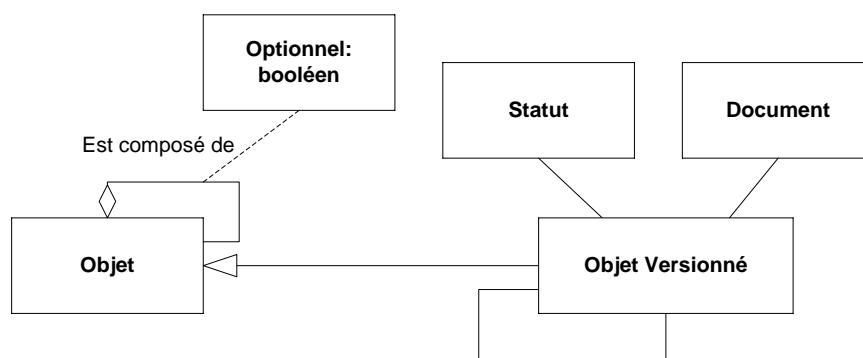 Optionnel:
booléen
Statut
Document
Est composé de
Objet
Objet Versionné